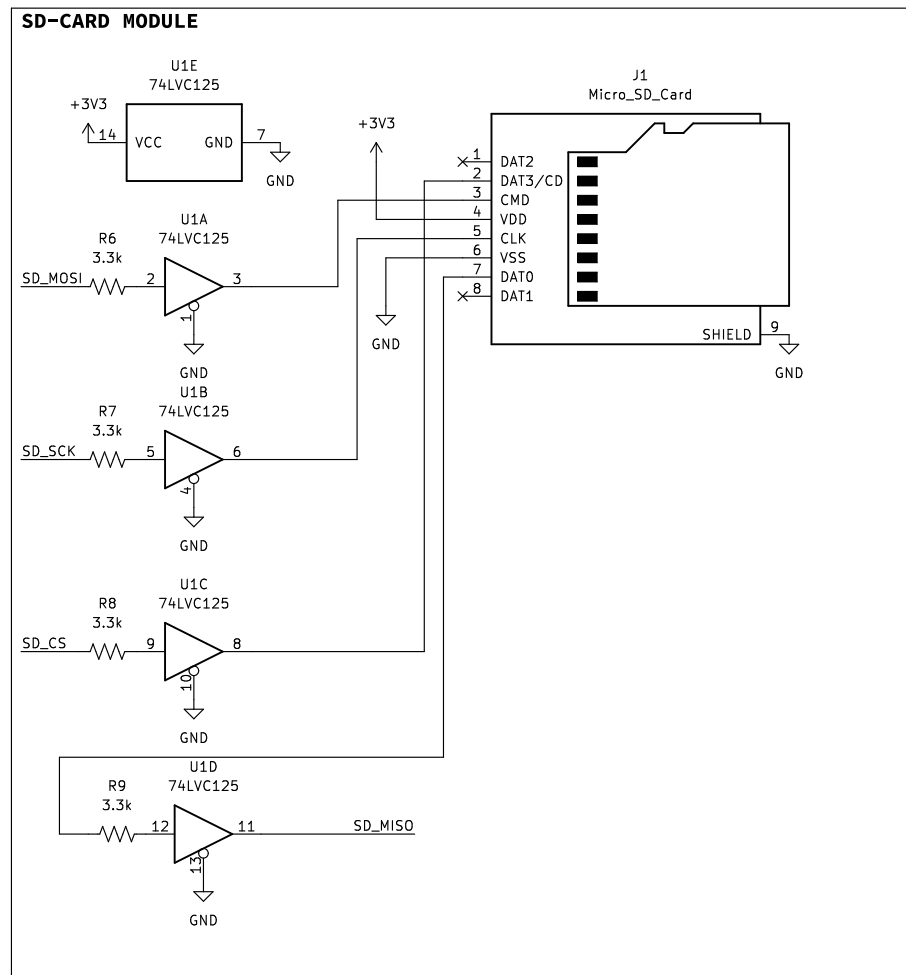 SD-CARD MODULE
U1E
74LVC125
+3V3
14
VCC
GND
7
GND
J1
Micro_SD_Card
+3V3
1
DAT2
2
DAT3/CD
3
CMD
4
VDD
5
CLK
6
VSS
7
DAT0
8
DAT1
SHIELD
9
GND
GND
U1A
74LVC125
R6
3.3k
SD_MOSI
2
3
1
GND
U1B
74LVC125
R7
3.3k
SD_SCK
5
6
4
GND
U1C
74LVC125
R8
3.3k
SD_CS
9
8
10
GND
U1D
74LVC125
R9
3.3k
12
11
SD_MISO
13
GND